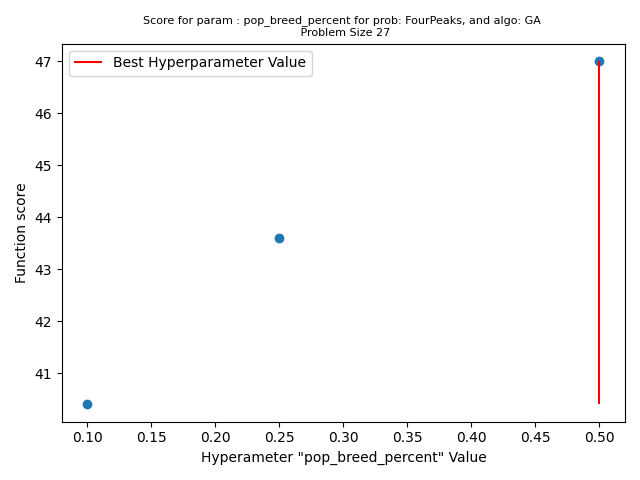 Score for param : pop_breed_percent for prob: FourPeaks, and algo: GA
Problem Size 27
Best Hyperparameter Value
47
46
45
44
43
42
41
Function score
0.10 0.15 0.20 0.25 0.30 0.35 0.40 0.45 0.50
Hyperameter "pop_breed_percent" Value